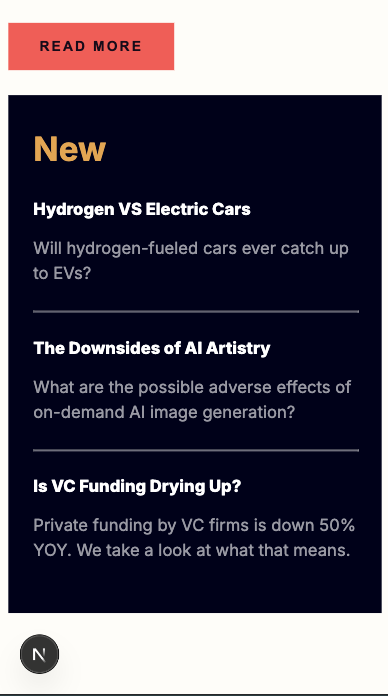 READ MORE
New
Hydrogen VS Electric Cars
Will hydrogen-fueled cars ever catch up
to EVs?
The Downsides of AI Artistry
What are the possible adverse effects of
on-demand AI image generation?
Is VC Funding Drying Up?
Private funding by VC firms is down 50%
YOY. We take a look at what that means.
N